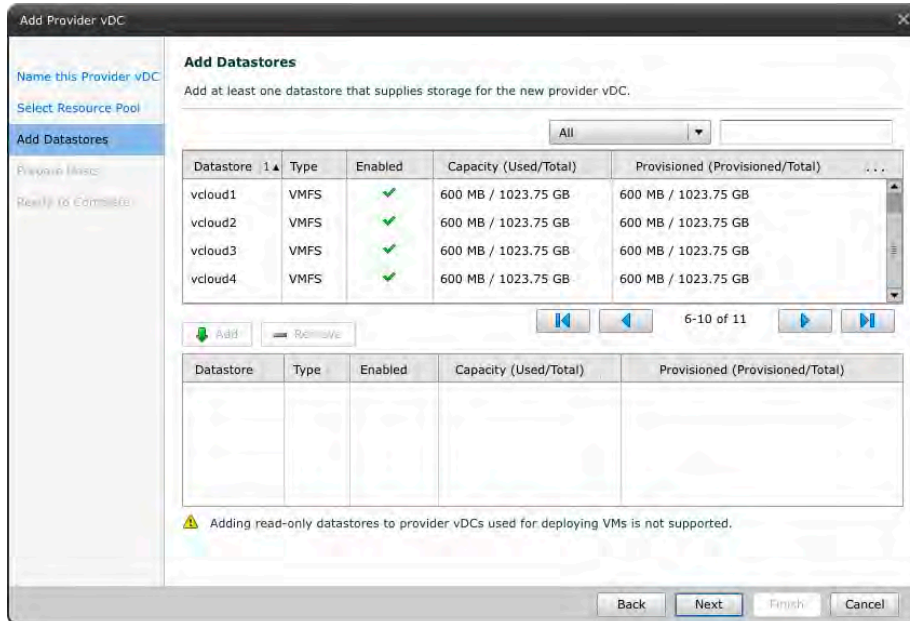 Add Provider vDC
Name this Provider vDC
Select Resource Pool
Add Datastores
Prepare Hosts
Ready to Complete
Add Datastores
Add at least one datastore that supplies storage for the new provider vDC.
All
Datastore 1▲ Type Enabled Capacity (Used/Total) Provisioned (Provisioned/Total) ...
vcloud1 VMFS 600 MB / 1023.75 GB 600 MB / 1023.75 GB
vcloud2 VMFS 600 MB / 1023.75 GB 600 MB / 1023.75 GB
vcloud3 VMFS 600 MB / 1023.75 GB 600 MB / 1023.75 GB
vcloud4 VMFS 600 MB / 1023.75 GB 600 MB / 1023.75 GB
6-10 of 11
Add Remove
Datastore Type Enabled Capacity (Used/Total) Provisioned (Provisioned/Total)
Adding read-only datastores to provider vDCs used for deploying VMs is not supported.
Back Next Finish Cancel